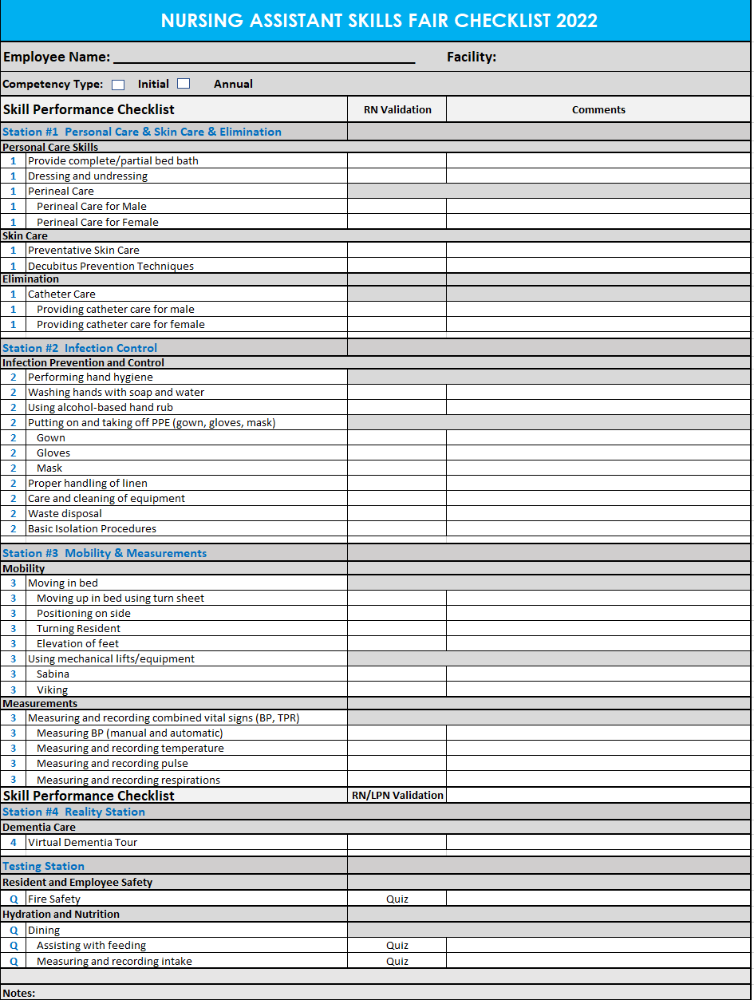 NURSING ASSISTANT SKILLS FAIR CHECKLIST 2022
Employee Name: Facility:
Competency Type: Initial Annual
Skill Performance Checklist RN Validation Comments
Station #1 Personal Care & Skin Care & Elimination
Personal Care Skills
1 Provide complete/partial bed bath
1 Dressing and undressing
1 Perineal Care
1 Perineal Care for Male
1 Perineal Care for Female
Skin Care
1 Preventative Skin Care
1 Decubitus Prevention Techniques
Elimination
1 Catheter Care
1 Providing catheter care for male
1 Providing catheter care for female
Station #2 Infection Control
Infection Prevention and Control
2 Performing hand hygiene
2 Washing hands with soap and water
2 Using alcohol-based hand rub
2 Putting on and taking off PPE (gown, gloves, mask)
2 Gown
2 Gloves
2 Mask
2 Proper handling of linen
2 Care and cleaning of equipment
2 Waste disposal
2 Basic Isolation Procedures
Station #3 Mobility & Measurements
Mobility
3 Moving in bed
3 Moving up in bed using turn sheet
3 Positioning on side
3 Turning Resident
3 Elevation of feet
3 Using mechanical lifts/equipment
3 Sabina
3 Viking
Measurements
3 Measuring and recording combined vital signs (BP, TPR)
3 Measuring BP (manual and automatic)
3 Measuring and recording temperature
3 Measuring and recording pulse
3 Measuring and recording respirations
Skill Performance Checklist RN/LPN Validation
Station #4 Reality Station
Dementia Care
4 Virtual Dementia Tour
Testing Station
Resident and Employee Safety
Q Fire Safety Quiz
Hydration and Nutrition
Q Dining
Q Assisting with feeding Quiz
Q Measuring and recording intake Quiz
Notes: